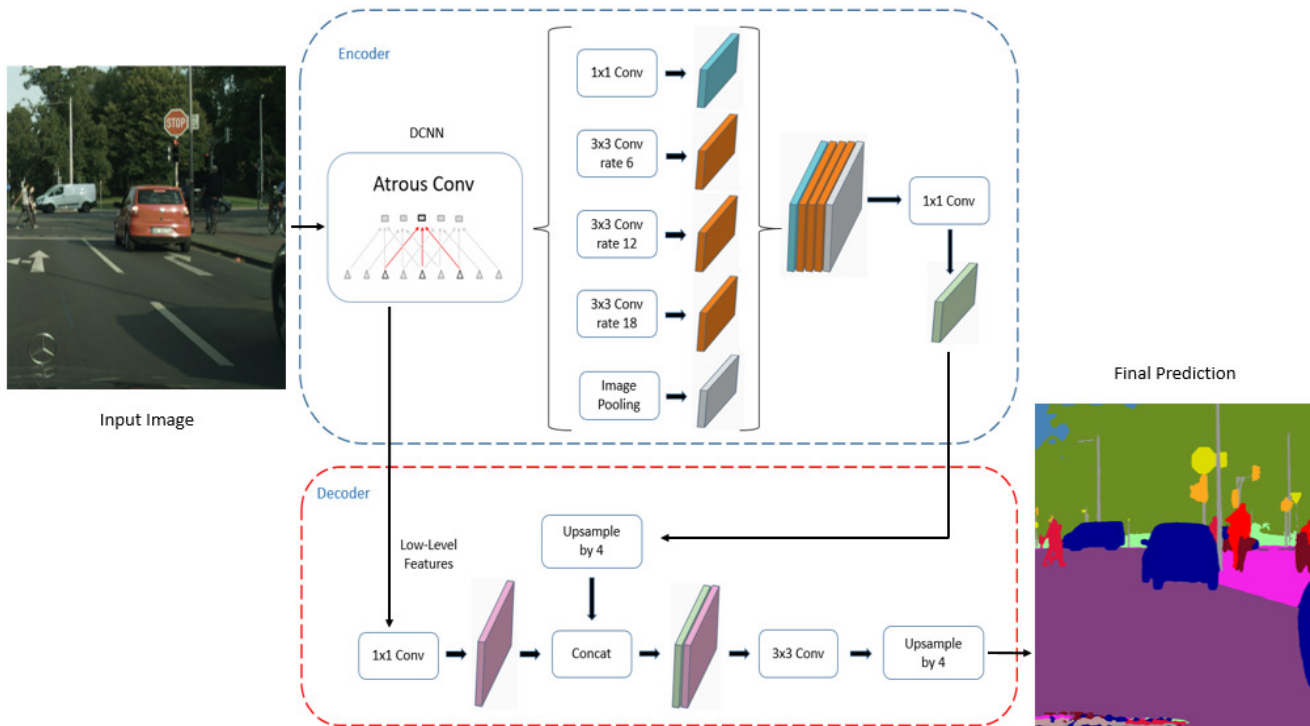 Encoder
DCNN
Atrous Conv
1x1 Conv
3x3 Conv
rate 6
3x3 Conv
rate 12
3x3 Conv
rate 18
Image
Pooling
1x1 Conv
STOP
Input Image
Final Prediction
Decoder
Low-Level
Features
Upsample
by 4
1x1 Conv
Concat
3x3 Conv
Upsample
by 4